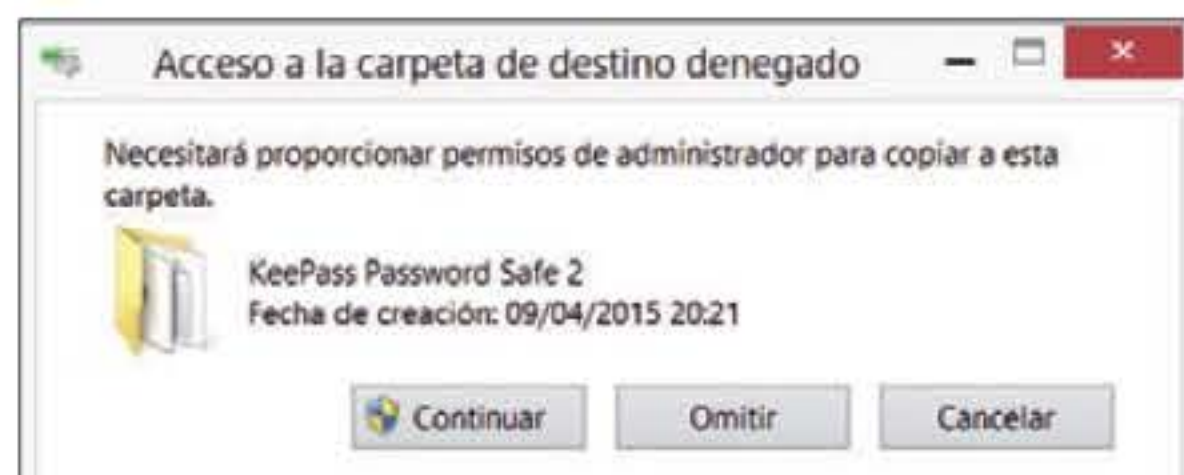 Acceso a la carpeta de destino denegado
Necesitará proporcionar permisos de administrador para copiar a esta
carpeta.
KeePass Password Safe 2
Fecha de creación: 09/04/2015 20:21
Continuar Omitir Cancelar